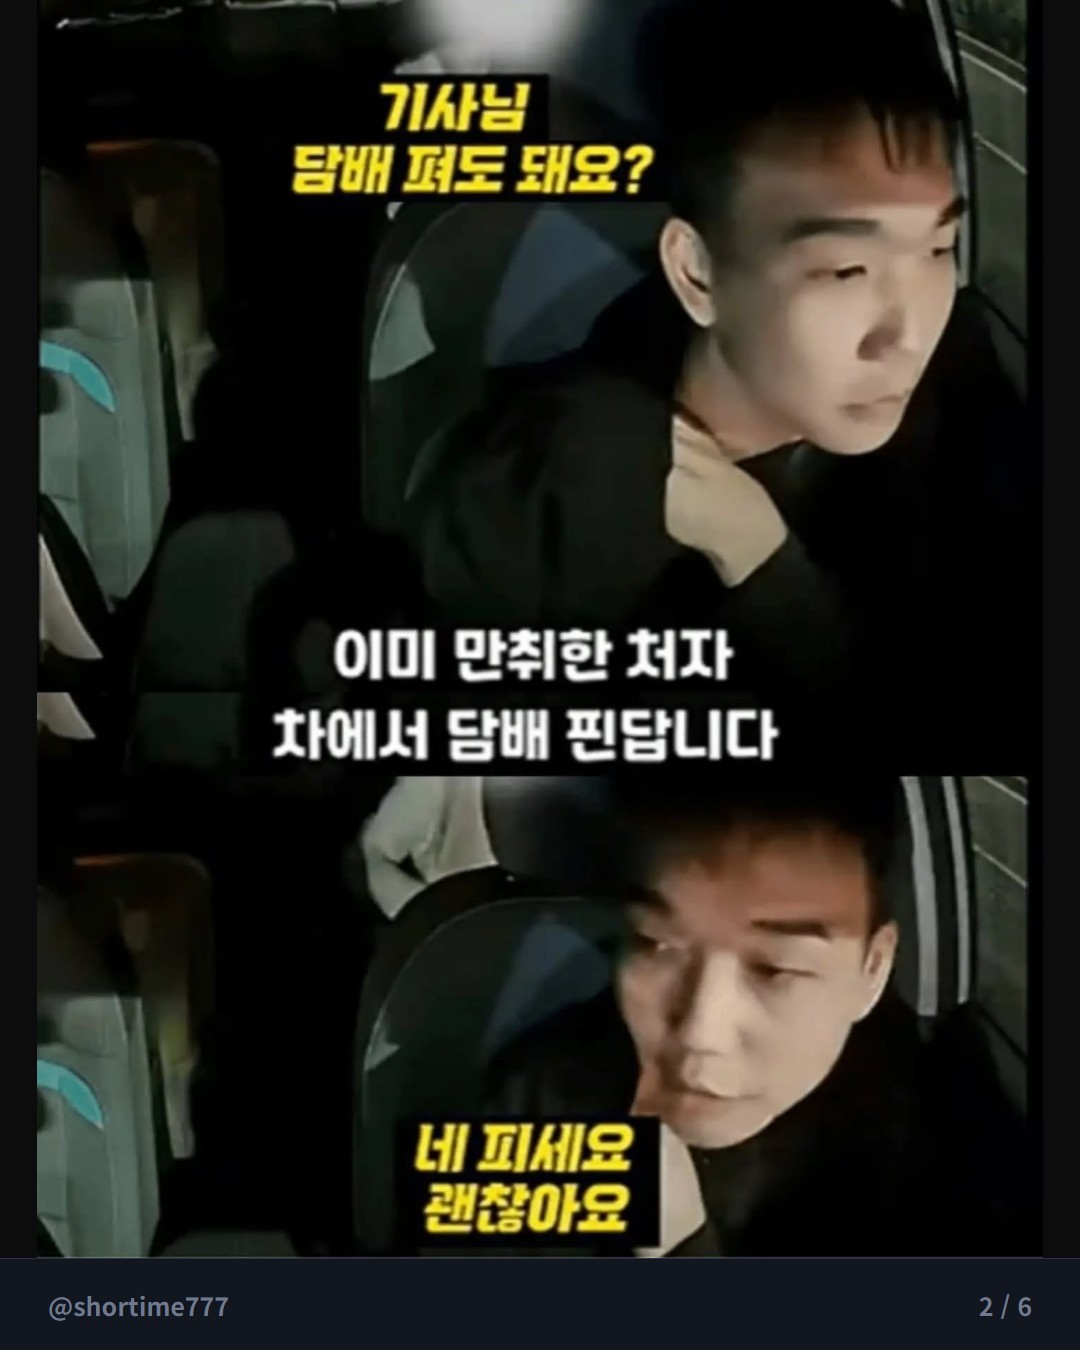 기사님
담배 펴도 돼요?
이미 만취한 처자
차에서 담배 핀답니다
네 피세요
괜찮아요
@shortime777
2 / 6